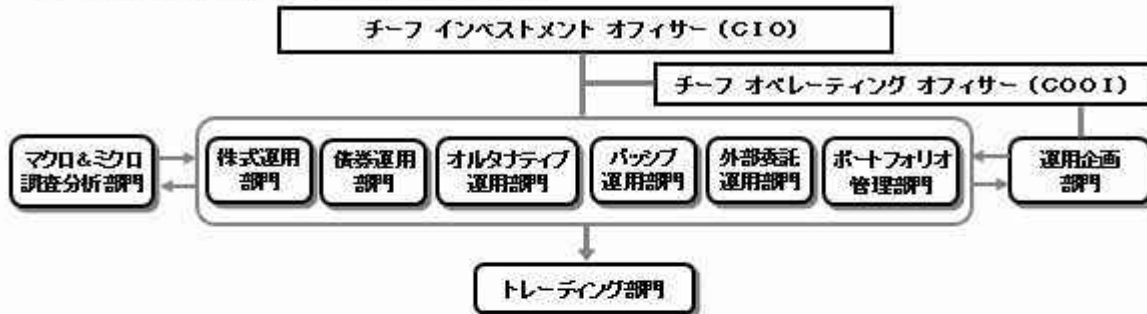 チーフ インベストメント オフィサー（CIO）
チーフ オペレーティング オフィサー（COOI）
マクロ&ミクロ
調査分析部門
株式運用
部門
債券運用
部門
オルタナティブ
運用部門
パッシブ
運用部門
外部委託
運用部門
ポートフォリオ
管理部門
運用企画
部門
トレーディング部門